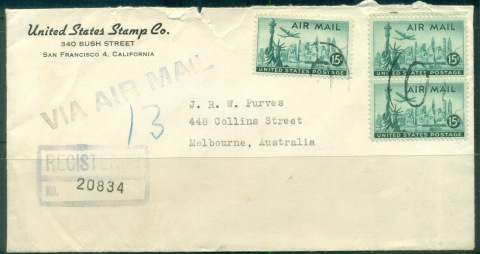 United States Stamp Co.
340 BUSH STREET
SAN FRANCISCO 4, CALIFORNIA
VIA AIR MAIL
13
REGISTERED
NO. 20834
J. R. W. Purves
448 Collins Street
Melbourne, Australia
AIR MAIL
15¢
UNITED STATES POSTAGE
AIR MAIL
15¢
UNITED STATES POSTAGE
AIR MAIL
15¢
UNITED STATES POSTAGE